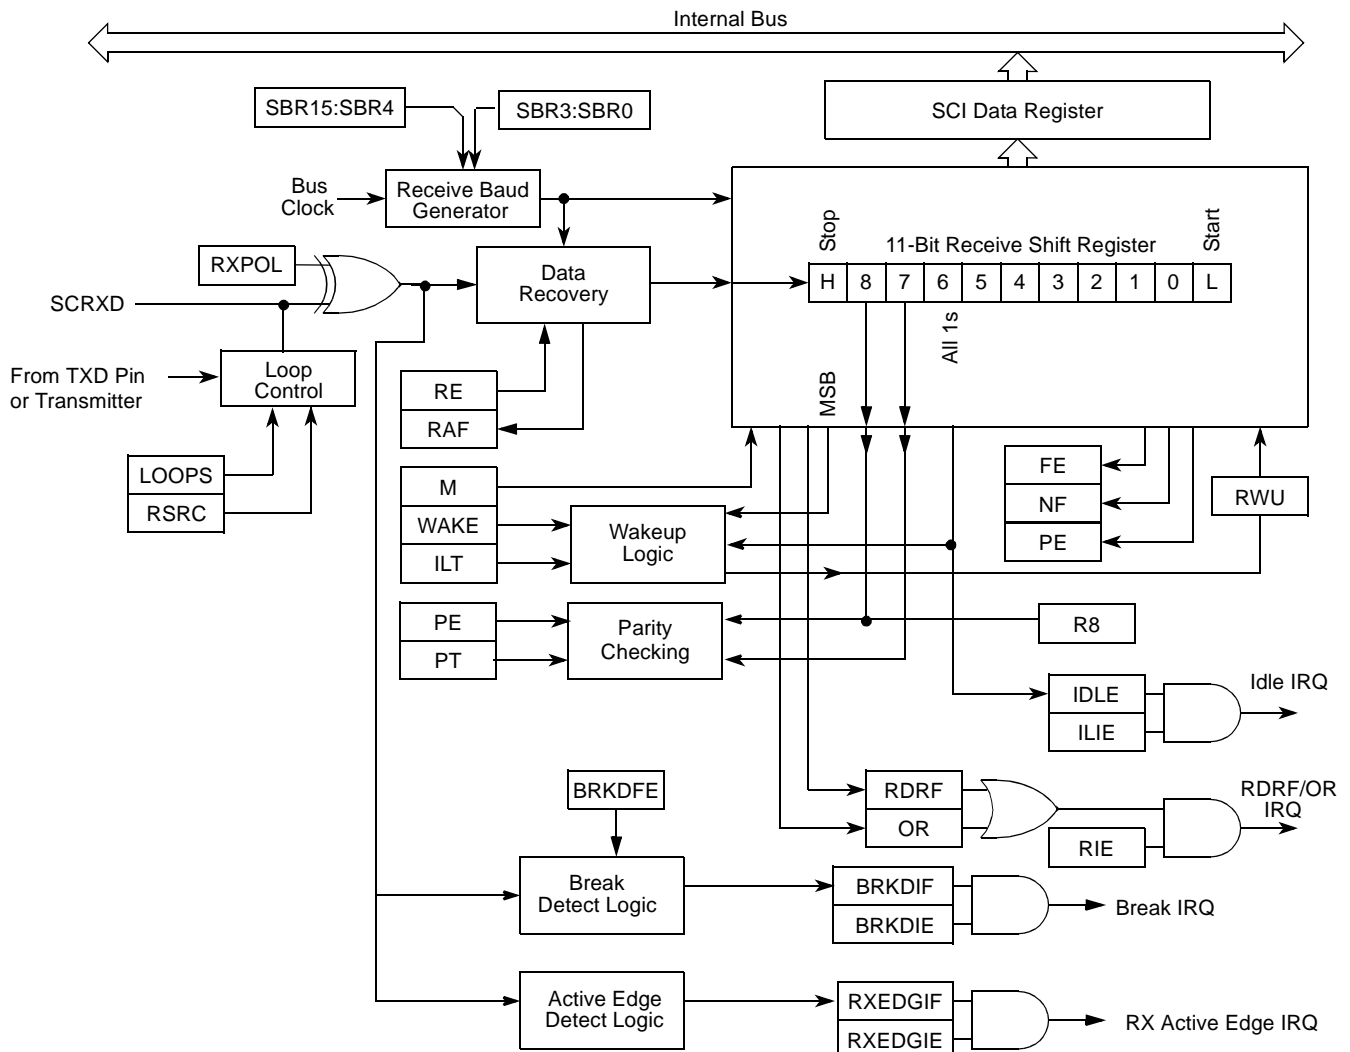 Internal Bus
SBR15:SBR4
SBR3:SBR0
SCI Data Register
Bus
Clock
Receive Baud
Generator
RXPOL
SCRXD
Data
Recovery
Stop
11-Bit Receive Shift Register
Start
H 8 7 6 5 4 3 2 1 0 L
All 1s
MSB
From TXD Pin
or Transmitter
Loop
Control
RE
RAF
LOOPS
RSRC
M
WAKE
ILT
Wakeup
Logic
FE
NF
PE
RWU
PE
PT
Parity
Checking
R8
IDLE
ILIE
Idle IRQ
BRKDFE
RDRF
OR
RIE
RDRF/OR
IRQ
Break
Detect Logic
BRKDIF
BRKDIE
Break IRQ
Active Edge
Detect Logic
RXEDGIF
RXEDGIE
RX Active Edge IRQ